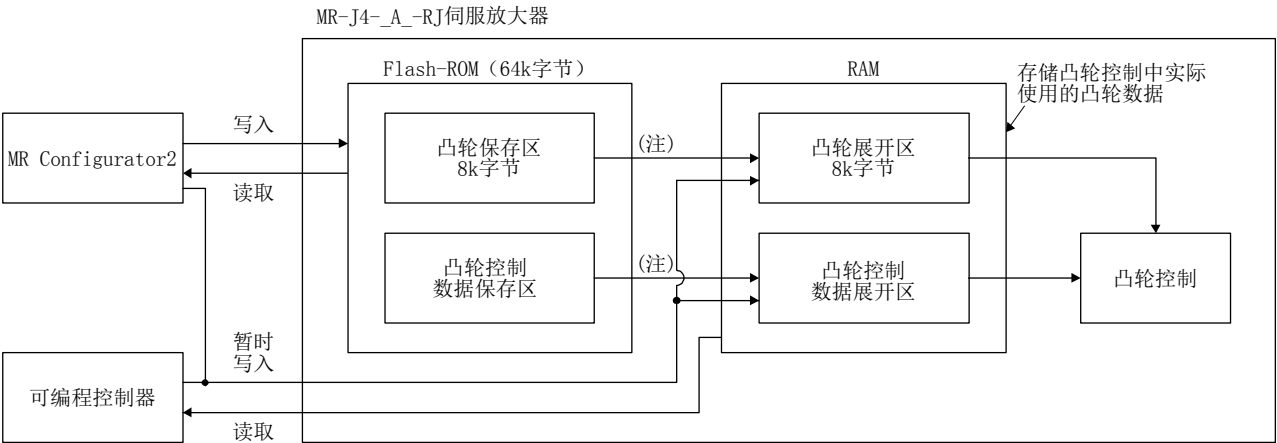 MR-J4-_A_-RJ伺服放大器
Flash-ROM（64k字节）
RAM
存储凸轮控制中实际
使用的凸轮数据
MR Configurator2
写入
读取
凸轮保存区
8k字节
(注)
凸轮展开区
8k字节
凸轮控制
数据保存区
(注)
凸轮控制
数据展开区
凸轮控制
暂时
写入
可编程控制器
读取